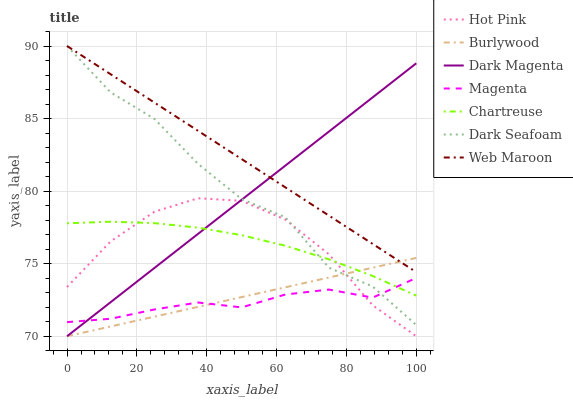 title
Hot Pink
Burlywood
Dark Magenta
Magenta
Chartreuse
Dark Seafoam
Web Maroon
yaxis_label
90
85
80
75
70
0 20 40 60 80 100
xaxis_label